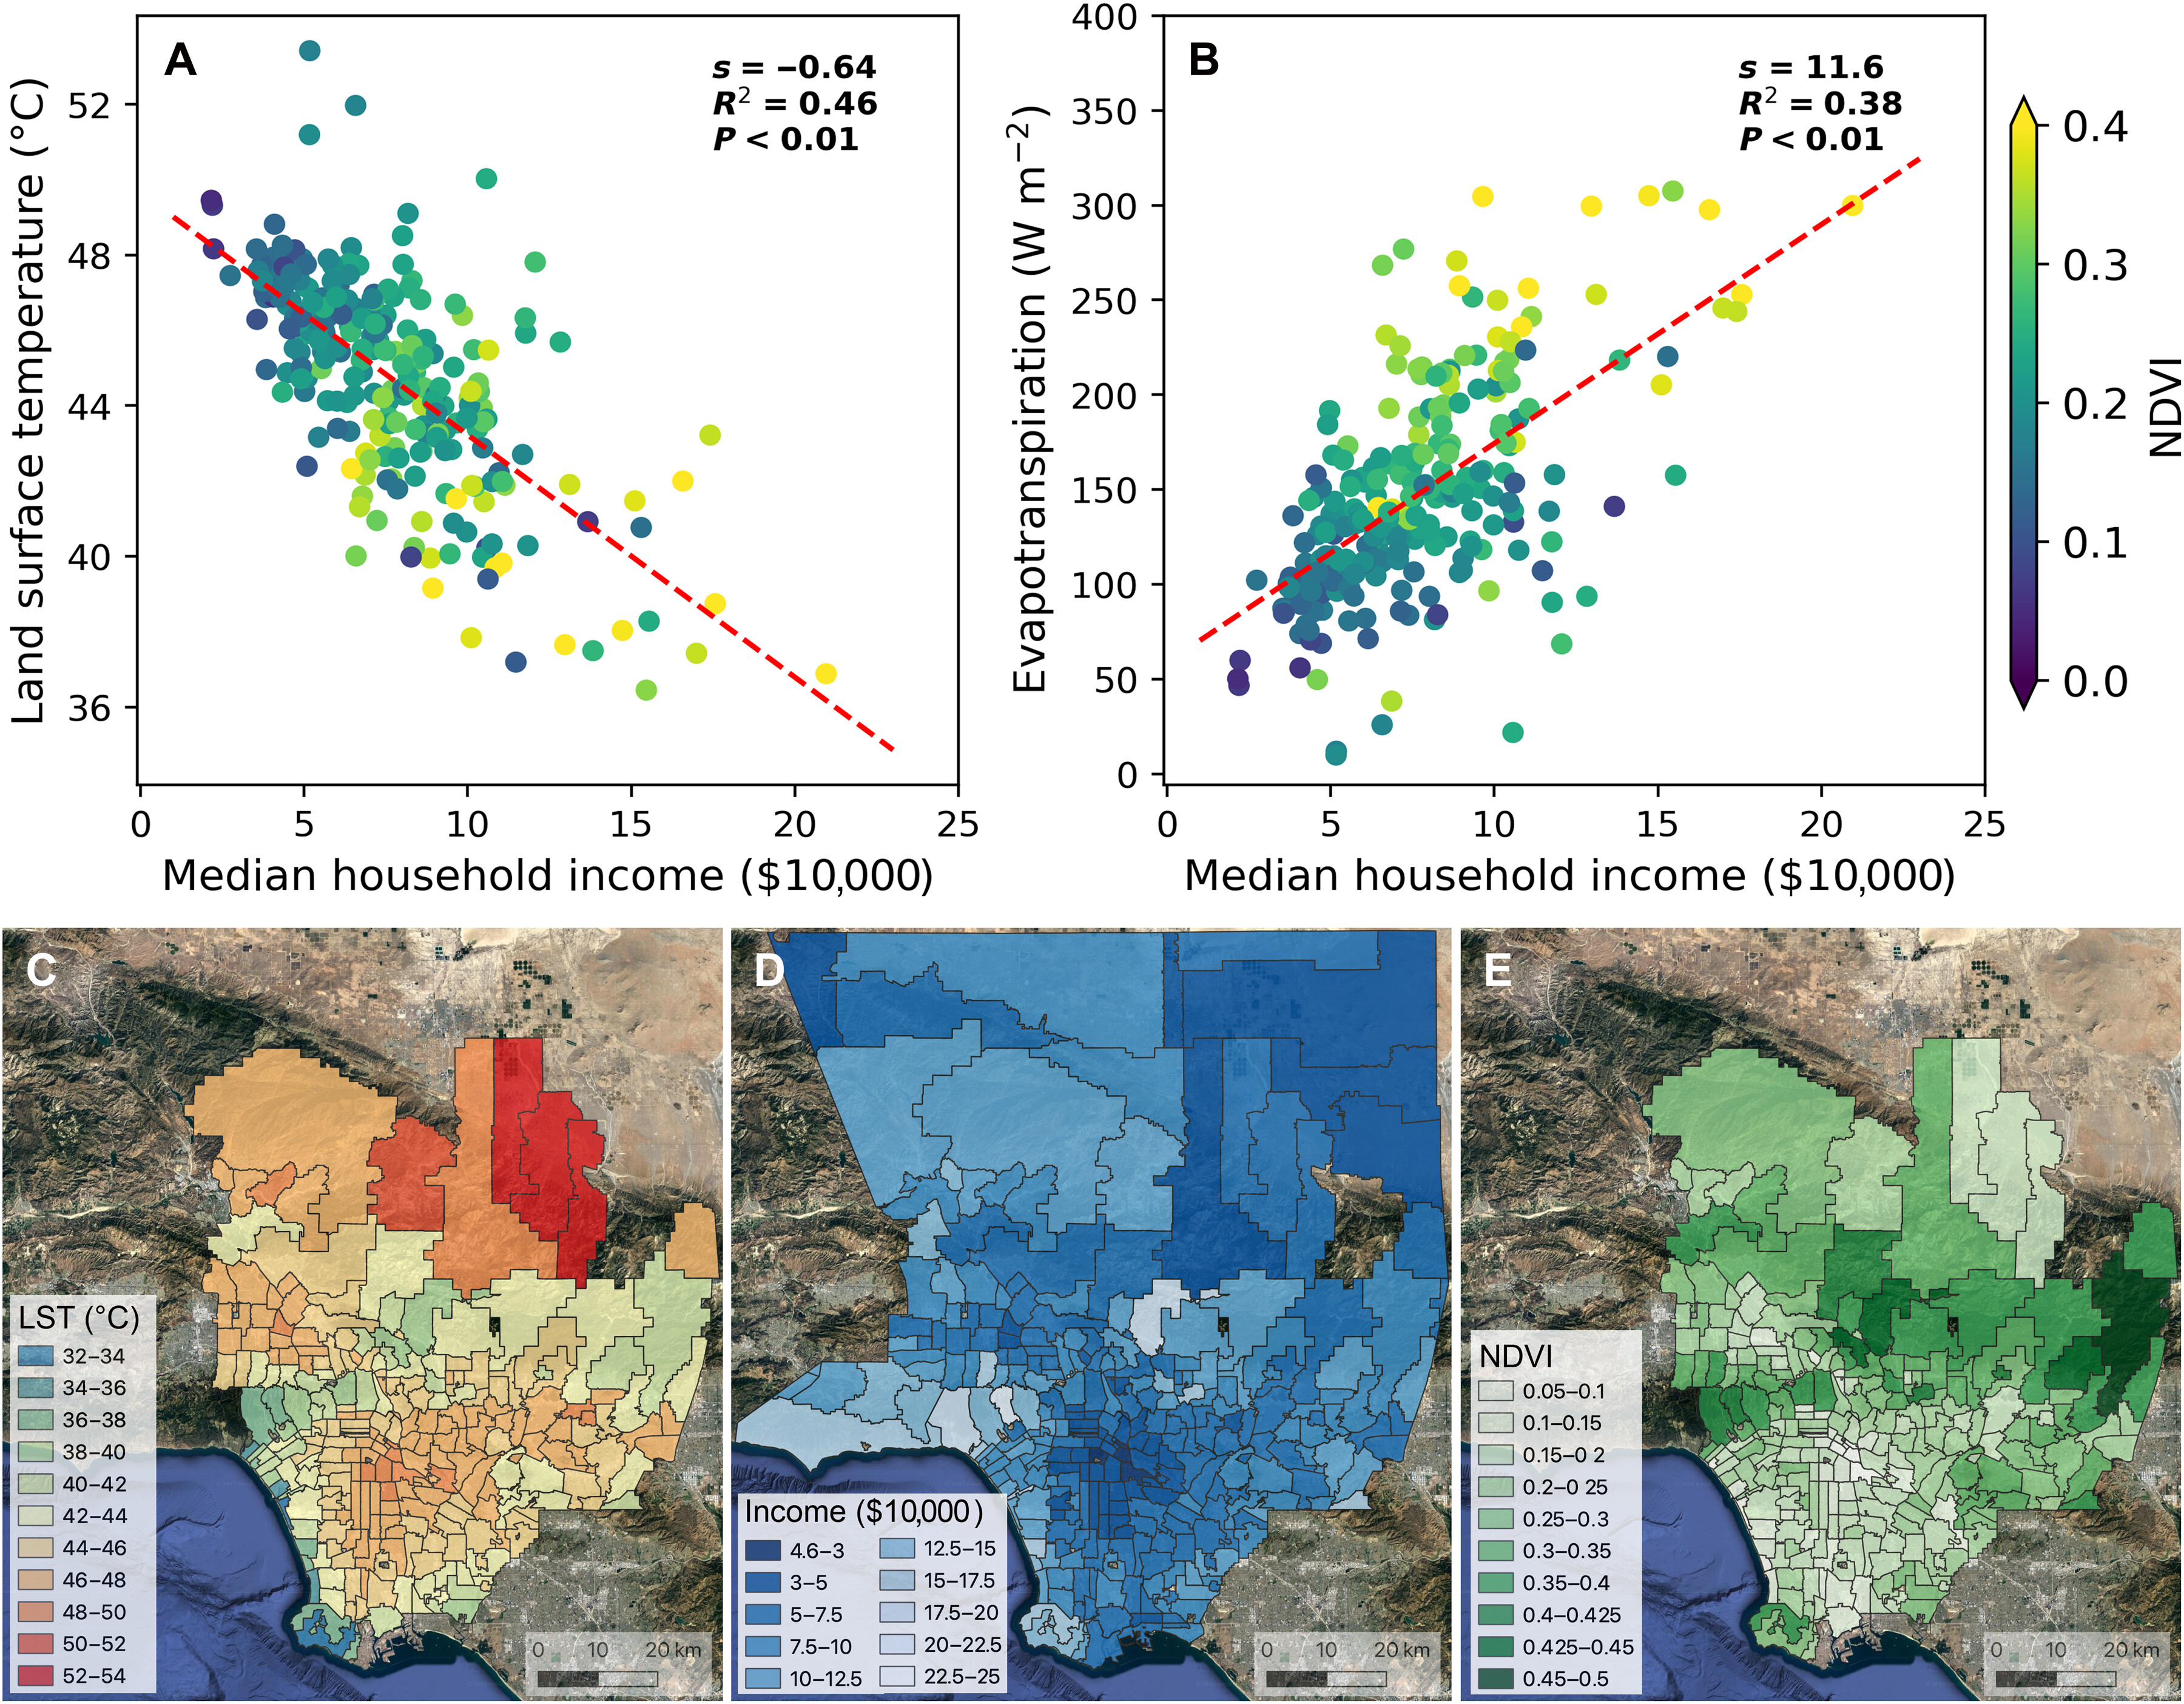 A
s = −0.64
R² = 0.46
P < 0.01
Land surface temperature (°C)
52
48
44
40
36
0 5 10 15 20 25
Median household income ($10,000)
B
s = 11.6
R² = 0.38
P < 0.01
Evapotranspiration (W m⁻²)
400
350
300
250
200
150
100
50
0
0 5 10 15 20 25
Median household income ($10,000)
0.4
0.3
0.2
0.1
0.0
NDVI
C
LST (°C)
32–34
34–36
36–38
38–40
40–42
42–44
44–46
46–48
48–50
50–52
52–54
0 10 20 km
D
Income ($10,000)
4.6–3
3–5
5–7.5
7.5–10
10–12.5
12.5–15
15–17.5
17.5–20
20–22.5
22.5–25
0 10 20 km
E
NDVI
0.05–0.1
0.1–0.15
0.15–0 2
0.2–0 25
0.25–0.3
0.3–0.35
0.35–0.4
0.4–0.425
0.425–0.45
0.45–0.5
0 10 20 km